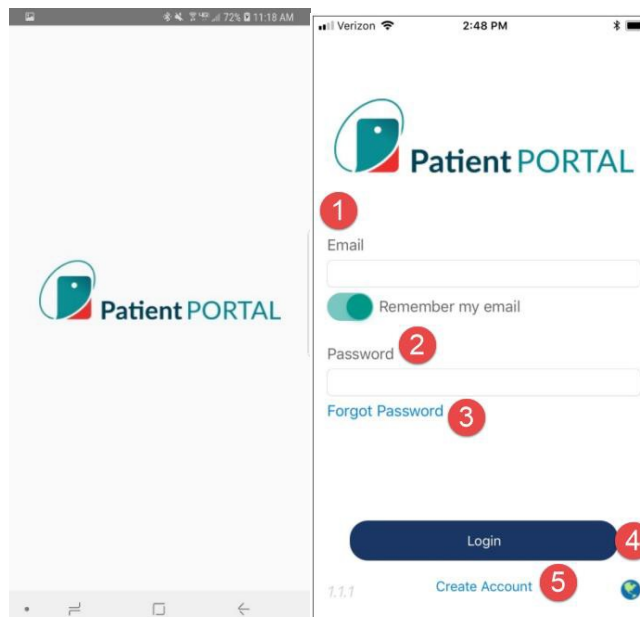 72% 11:18 AM
Patient PORTAL
Verizon 2:48 PM
Patient PORTAL
1
Email
Remember my email
Password 2
Forgot Password 3
Login 4
1.1.1 Create Account 5